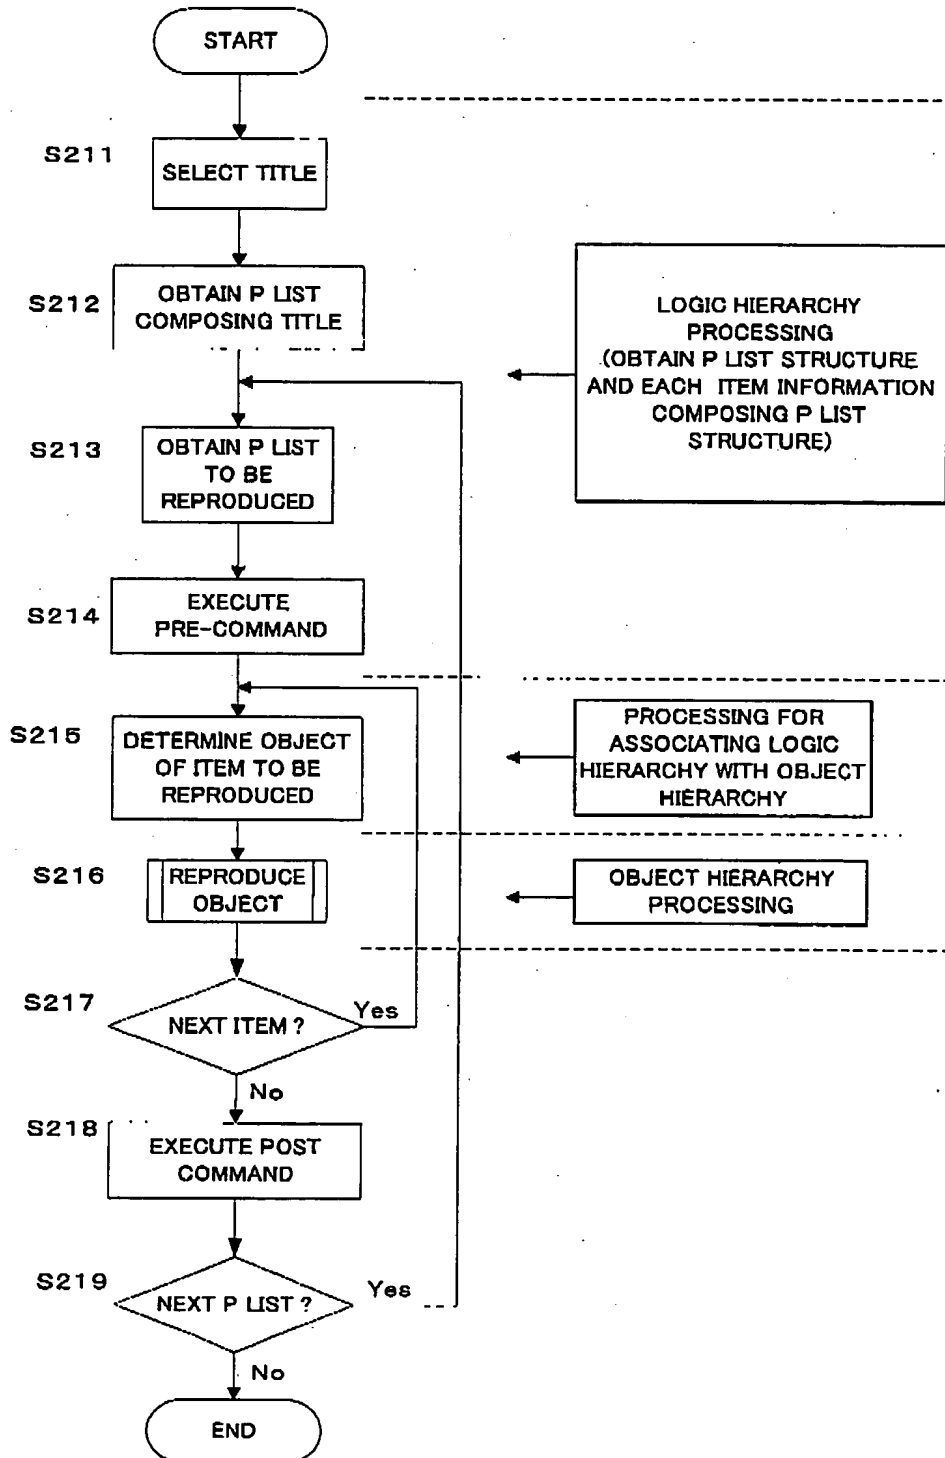 START
S211
SELECT TITLE
S212
OBTAIN P LIST
COMPOSING TITLE
LOGIC HIERARCHY
PROCESSING
(OBTAIN P LIST STRUCTURE
AND EACH ITEM INFORMATION
COMPOSING P LIST
STRUCTURE)
S213
OBTAIN P LIST
TO BE
REPRODUCED
S214
EXECUTE
PRE-COMMAND
S215
DETERMINE OBJECT
OF ITEM TO BE
REPRODUCED
PROCESSING FOR
ASSOCIATING LOGIC
HIERARCHY WITH OBJECT
HIERARCHY
S216
REPRODUCE
OBJECT
OBJECT HIERARCHY
PROCESSING
S217
NEXT ITEM ?
Yes
No
S218
EXECUTE POST
COMMAND
S219
NEXT P LIST ?
Yes
No
END